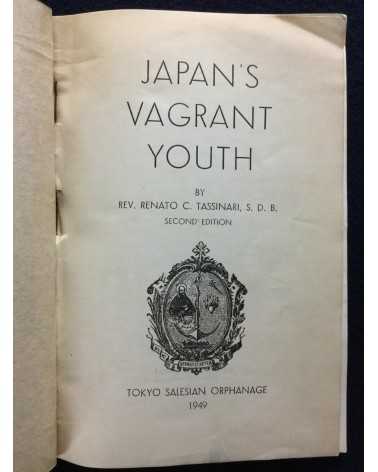 JAPAN'S
VAGRANT
YOUTH
BY
REV. RENATO C. TASSINARI, S. D. B.
SECOND EDITION
TOKYO SALESIAN ORPHANAGE
1949